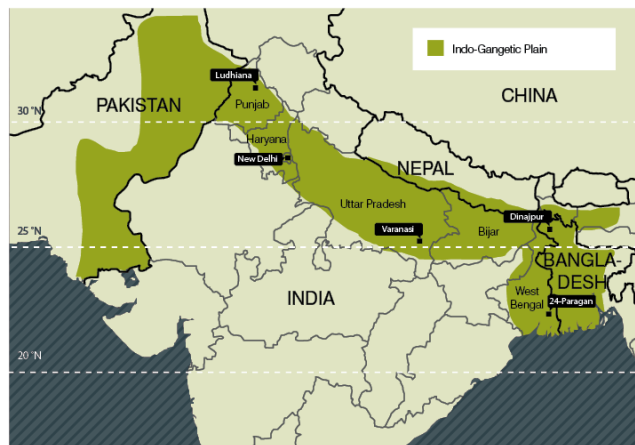 Indo-Gangetic Plain
Ludhiana
CHINA
PAKISTAN
Punjab
30 °N
Haryana
New Delhi
NEPAL
Uttar Pradesh
Dinajpur
Varanasi
Bijar
25 °N
BANGLA-
DESH
INDIA
West
Bengal
24-Paragan
20 °N